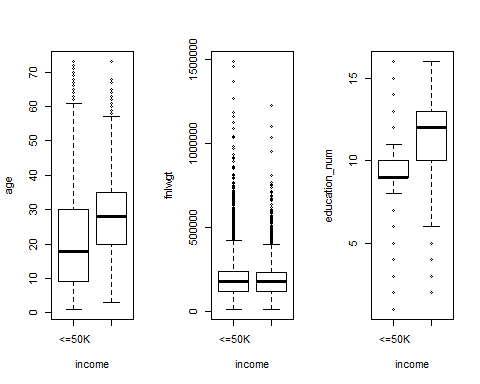 age
0
10
20
30
40
50
60
70
<=50K
income
fnlwgt
0
500000
1000000
1500000
<=50K
income
education_num
5
10
15
<=50K
income